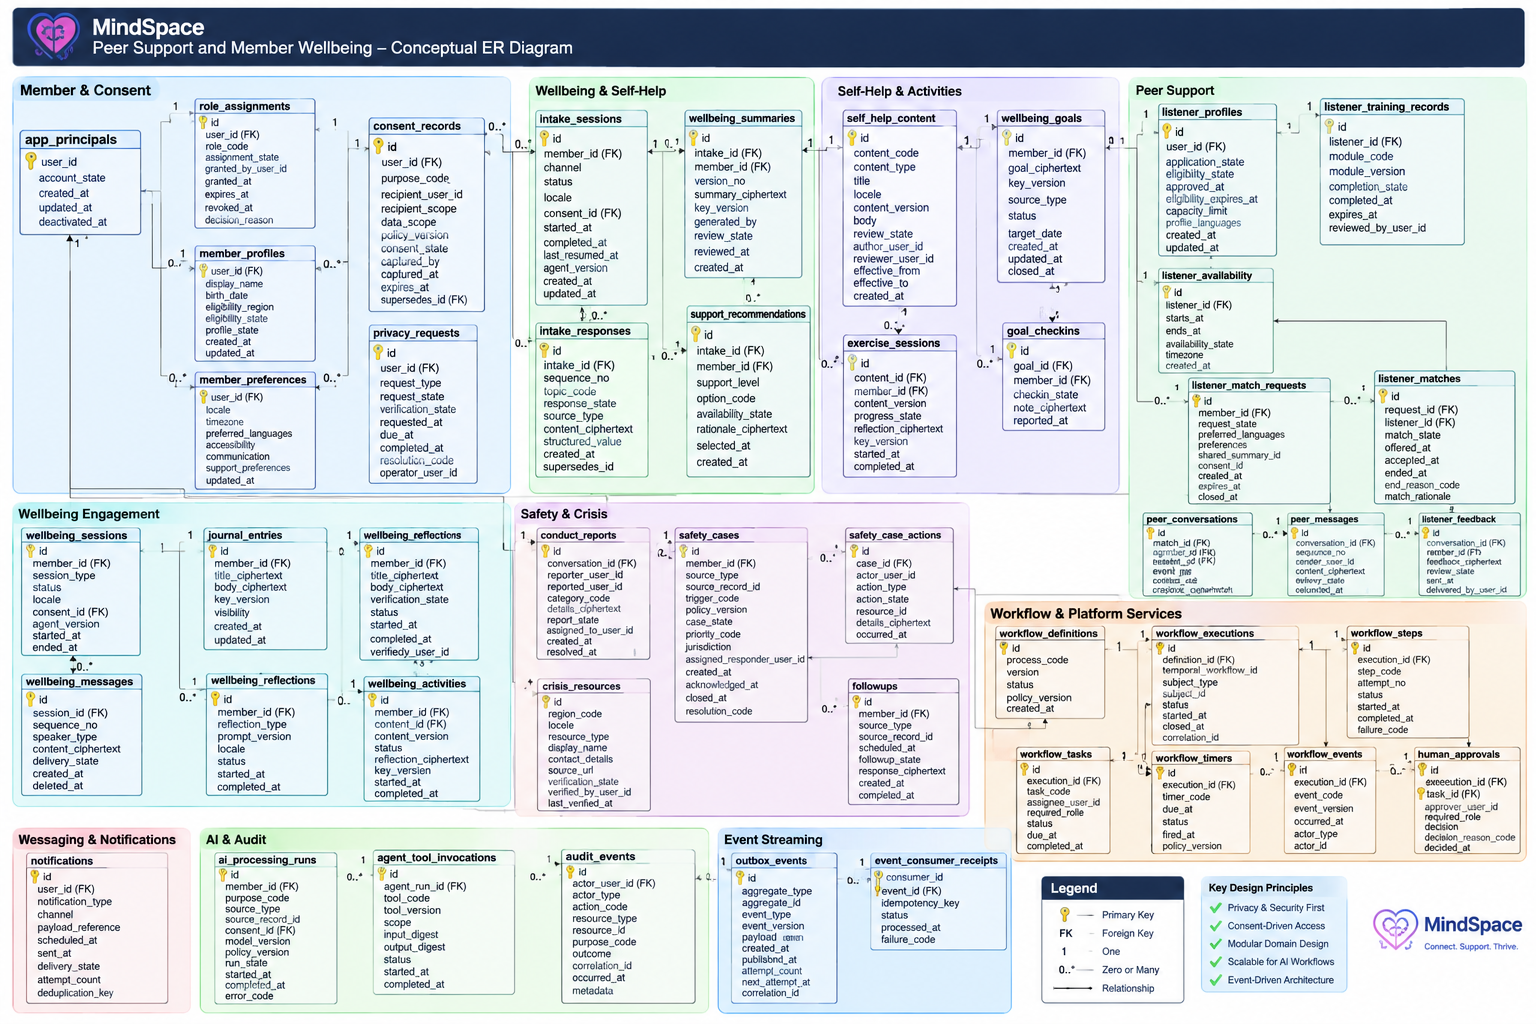 MindSpace
Peer Support and Member Wellbeing – Conceptual ER Diagram
Member & Consent
app_principals
user_id
account_state
created_at
updated_at
deactivated_at
role_assignments
id
user_id (FK)
role_code
assignment_state
granted_by_user_id
granted_at
expires_at
revoked_at
decision_reason
member_profiles
user_id (FK)
display_name
birth_date
eligibility_region
eligibility_state
profile_state
created_at
updated_at
member_preferences
user_id (FK)
locale
timezone
preferred_languages
accessibility
communication
support_preferences
updated_at
consent_records
id
user_id (FK)
purpose_code
recipient_user_id
recipient_scope
data_scope
policy_version
consent_state
captured_by
captured_at
expires_at
supersedes_id (FK)
privacy_requests
id
user_id (FK)
request_type
request_state
verification_state
requested_at
due_at
completed_at
resolution_code
operator_user_id
Wellbeing & Self-Help
intake_sessions
id
member_id (FK)
channel
status
locale
consent_id (FK)
started_at
completed_at
last_resumed_at
agent_version
created_at
updated_at
intake_responses
id
intake_id (FK)
sequence_no
topic_code
response_state
source_type
content_ciphertext
structured_value
created_at
supersedes_id
wellbeing_summaries
id
intake_id (FK)
member_id (FK)
version_no
summary_ciphertext
key_version
generated_by
review_state
reviewed_at
created_at
support_recommendations
id
intake_id (FK)
member_id (FK)
support_level
option_code
availability_state
rationale_ciphertext
selected_at
created_at
Self-Help & Activities
self_help_content
id
content_code
content_type
title
locele
content_version
body
review_state
author_user_id
reviewer_user_id
effective_from
effective_to
created_at
exercise_sessions
id
content_id (FK)
member_id (FK)
content_version
progress_state
reflection_ciphertext
key_version
started_at
completed_at
wellbeing_goals
id
member_id (FK)
goal_ciphertext
key_version
source_type
status
target_date
created_at
updated_at
closed_at
goal_checkins
id
goal_id (FK)
member_id (FK)
checkin_state
note_ciphertext
reported_at
Peer Support
listener_profiles
id
user_id (FK)
application_state
eligibility_state
approved_at
eligibility_expires_at
capacity_limit
profile_languages
created_at
updated_at
listener_training_records
id
listener_id (FK)
module_code
module_version
completion_state
completed_at
expires_at
reviewed_by_user_id
listener_availability
id
listener_id (FK)
starts_at
ends_at
availability_state
timezone
created_at
listener_match_requests
id
member_id (FK)
request_state
preferred_languages
preferences
shared_summary_id
consent_id
created_at
expires_at
closed_at
listener_matches
id
request_id (FK)
listener_id (FK)
match_state
offered_at
accepted_at
ended_at
end_reason_code
match_rationale
peer_conversations
id
match_id (FK)
peer_messages
id
conversation_id (FK)
sequence_no
content_ciphertext
listener_feedback
id
conversation_id (FK)
feedback_ciphertext
review_state
sent_at
delivered_by_user_id
Wellbeing Engagement
wellbeing_sessions
id
member_id (FK)
session_type
status
locale
consent_id (FK)
agent_version
started_at
ended_at
wellbeing_messages
id
session_id (FK)
sequence_no
speaker_type
content_ciphertext
delivery_state
created_at
deleted_at
journal_entries
id
member_id (FK)
title_ciphertext
body_ciphertext
key_version
visibility
created_at
updated_at
wellbeing_reflections
id
member_id (FK)
reflection_type
prompt_version
locale
status
started_at
completed_at
wellbeing_reflections
id
member_id (FK)
title_ciphertext
body_ciphertext
verification_state
status
started_at
completed_at
verifiedy_user_id
wellbeing_activities
id
member_id (FK)
content_id (FK)
content_version
status
reflection_ciphertext
key_version
started_at
completed_at
Safety & Crisis
conduct_reports
id
conversation_id (FK)
reporter_user_id
reported_user_id
category_code
details_ciphertext
report_state
assigned_to_user_id
created_at
resolved_at
crisis_resources
id
region_code
locele
resource_type
display_name
contact_details
source_url
verification_state
verified_by_user_id
last_verified_at
safety_cases
id
member_id (FK)
source_type
source_record_id
trigger_code
policy_version
case_state
priority_code
jurisdiction
assigned_responder_user_id
created_at
acknowledged_at
closed_at
resolution_code
safety_case_actions
id
case_id (FK)
actor_user_id
action_type
action_state
resource_id
details_ciphertext
occurred_at
followups
id
member_id (FK)
source_type
source_record_id
scheduled_at
followup_state
response_ciphertext
created_at
completed_at
Workflow & Platform Services
workflow_definitions
id
process_code
version
status
policy_version
created_at
workflow_executions
id
definition_id (FK)
temporal_workflow_id
subject_type
subject_id
status
started_at
closed_at
correlation_id
workflow_steps
id
execution_id (FK)
step_code
attempt_no
status
started_at
completed_at
failure_code
workflow_tasks
id
execution_id (FK)
task_code
assignee_user_id
required_rolle
status
due_at
completed_at
workflow_timers
id
execution_id (FK)
timer_code
due_at
status
fired_at
policy_version
workflow_events
id
execution_id (FK)
event_code
event_version
occurred_at
actor_type
actor_id
human_approvals
id
exeeution_id (FK)
task_id (FK)
approver_user_id
required_role
decision
decision_reason_code
decided_at
Wessaging & Notifications
notifications
id
user_id (FK)
notification_type
channel
payload_reference
scheduled_at
sent_at
delivery_state
attempt_count
deduplication_key
AI & Audit
ai_processing_runs
id
member_id (FK)
purpose_code
source_type
source_record_id
consent_id (FK)
model_version
policy_version
run_state
started_at
completed_at
error_code
agent_tool_invocations
id
agent_run_id (FK)
tool_code
tool_version
scope
input_digest
output_digest
status
started_at
completed_at
audit_events
id
actor_user_id (FK)
actor_type
action_code
resource_type
resource_id
purpose_code
outcome
correlation_id
occurred_at
metadata
Event Streaming
outbox_events
id
aggregate_type
aggregate_id
event_type
event_version
payload
created_at
publisbnd_at
attempt_count
next_attempt_at
correlation_id
event_consumer_receipts
consumer_id
event_id (FK)
idempotency_key
status
processed_at
failure_code
Legend
Primary Key
FK Foreign Key
1 One
0..* Zero or Many
Relationship
Key Design Principles
Privacy & Security First
Consent-Driven Access
Modular Domain Design
Scalable for AI Workflows
Event-Driven Architecture
MindSpace
Connect. Support. Thrive.